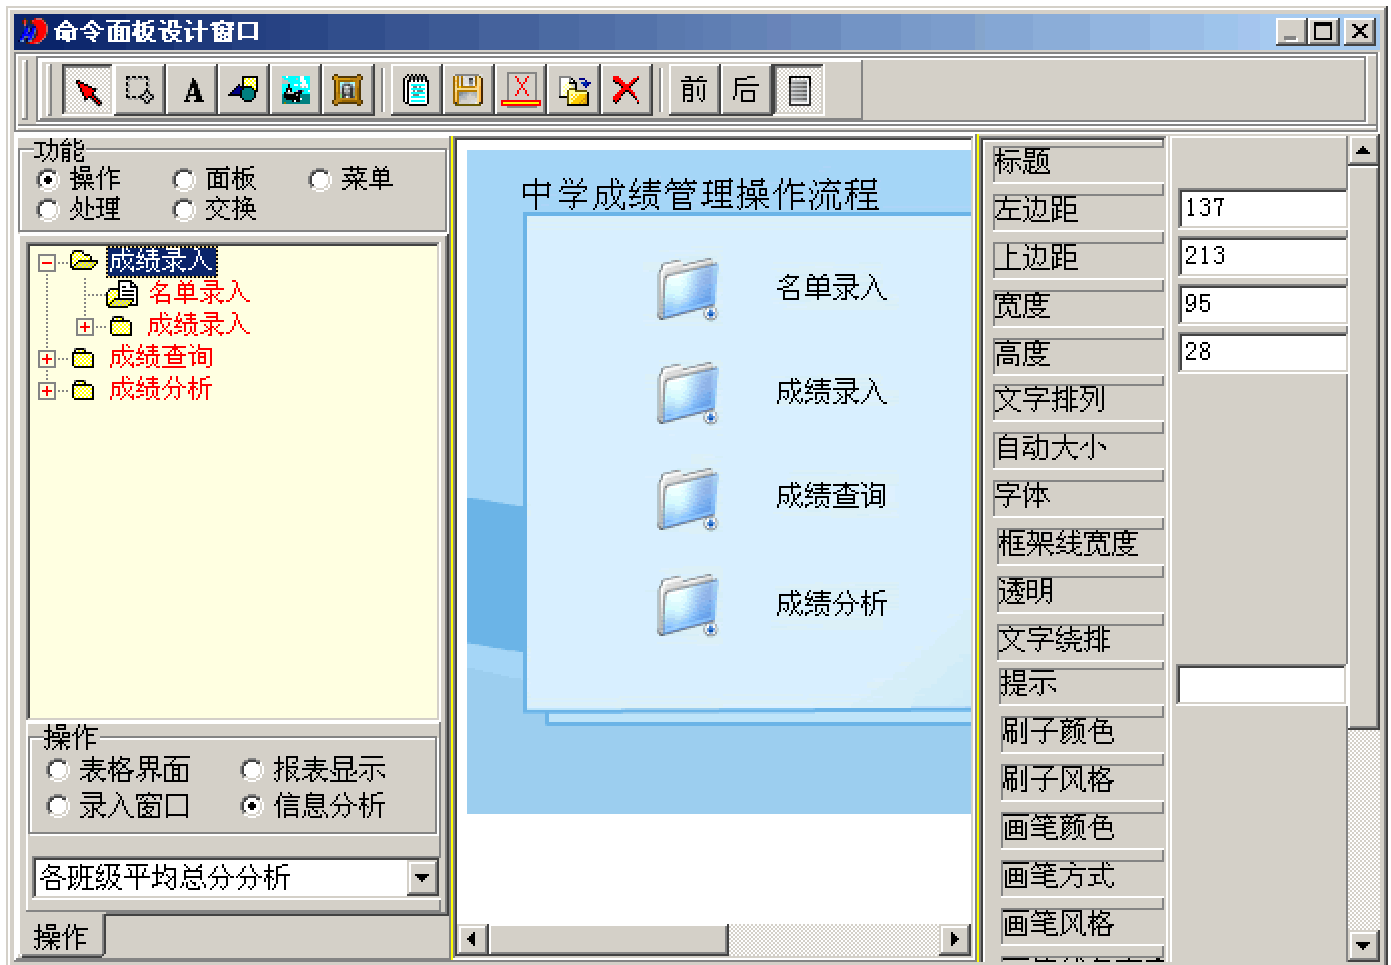 命令面板设计窗口
A
前 后
功能
操作 面板 菜单
处理 交换
成绩录入
名单录入
成绩录入
成绩查询
成绩分析
操作
表格界面 报表显示
录入窗口 信息分析
各班级平均总分分析
操作
中学成绩管理操作流程
名单录入
成绩录入
成绩查询
成绩分析
标题
左边距 137
上边距 213
宽度 95
高度 28
文字排列
自动大小
字体
框架线宽度
透明
文字绕排
提示
刷子颜色
刷子风格
画笔颜色
画笔方式
画笔风格